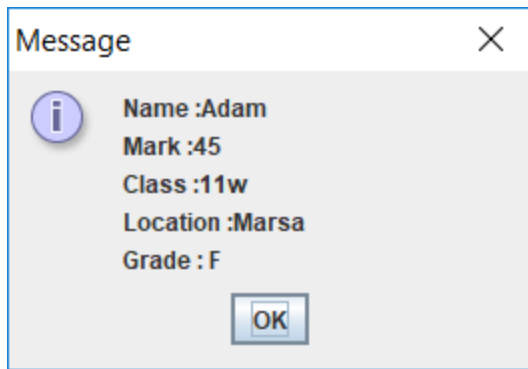 Message
Name :Adam
Mark :45
Class :11w
Location :Marsa
Grade : F
OK